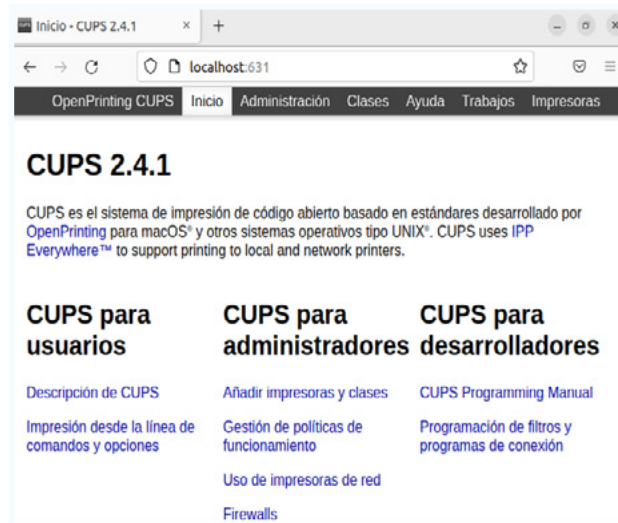 Inicio - CUPS 2.4.1
localhost:631
OpenPrinting CUPS Inicio Administración Clases Ayuda Trabajos Impresoras
CUPS 2.4.1
CUPS es el sistema de impresión de código abierto basado en estándares desarrollado por
OpenPrinting para macOS® y otros sistemas operativos tipo UNIX®. CUPS uses IPP
Everywhere™ to support printing to local and network printers.
CUPS para
usuarios
Descripción de CUPS
Impresión desde la línea de
comandos y opciones
CUPS para
administradores
Añadir impresoras y clases
Gestión de políticas de
funcionamiento
Uso de impresoras de red
Firewalls
CUPS para
desarrolladores
CUPS Programming Manual
Programación de filtros y
programas de conexión